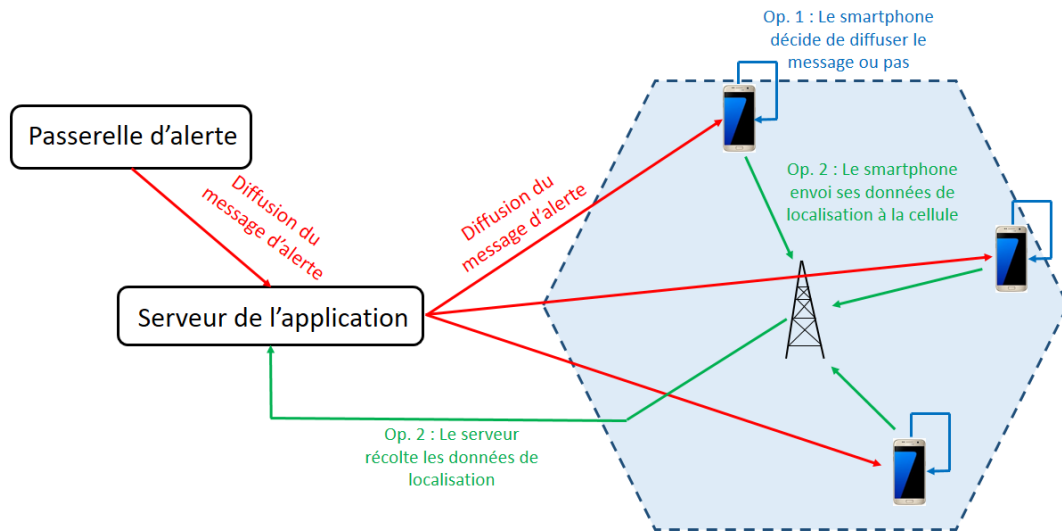 Op. 1 : Le smartphone
décide de diffuser le
message ou pas
Passerelle d'alerte
Diffusion du
message d'alerte
Diffusion du
message d'alerte
Op. 2 : Le smartphone
envoi ses données de
localisation à la cellule
Serveur de l'application
Op. 2 : Le serveur
récolte les données de
localisation